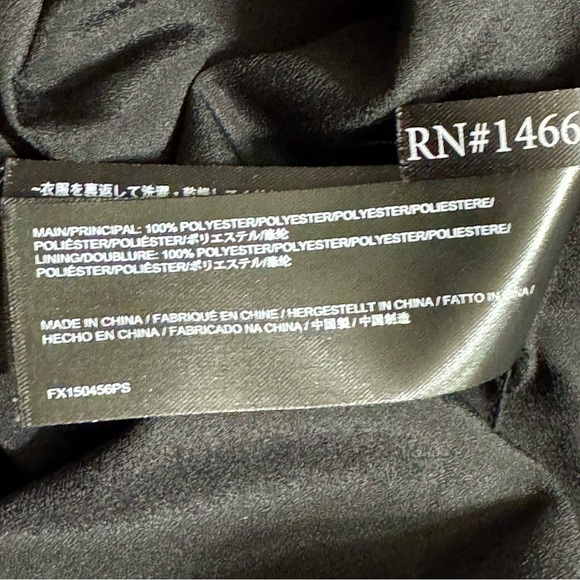 RN#1466
~衣服を裏返して洗濯・乾燥してください
MAIN/PRINCIPAL: 100% POLYESTER/POLYESTER/POLYESTER/POLIESTERE/
POLIÉSTER/POLIÉSTER/ポリエステル/涤纶
LINING/DOUBLURE: 100% POLYESTER/POLYESTER/POLYESTER/POLIESTERE/
POLIÉSTER/POLIÉSTER/ポリエステル/涤纶
MADE IN CHINA / FABRIQUÉ EN CHINE / HERGESTELLT IN CHINA / FATTO IN CINA /
HECHO EN CHINA / FABRICADO NA CHINA / 中国製 / 中国制造
FX150456PS